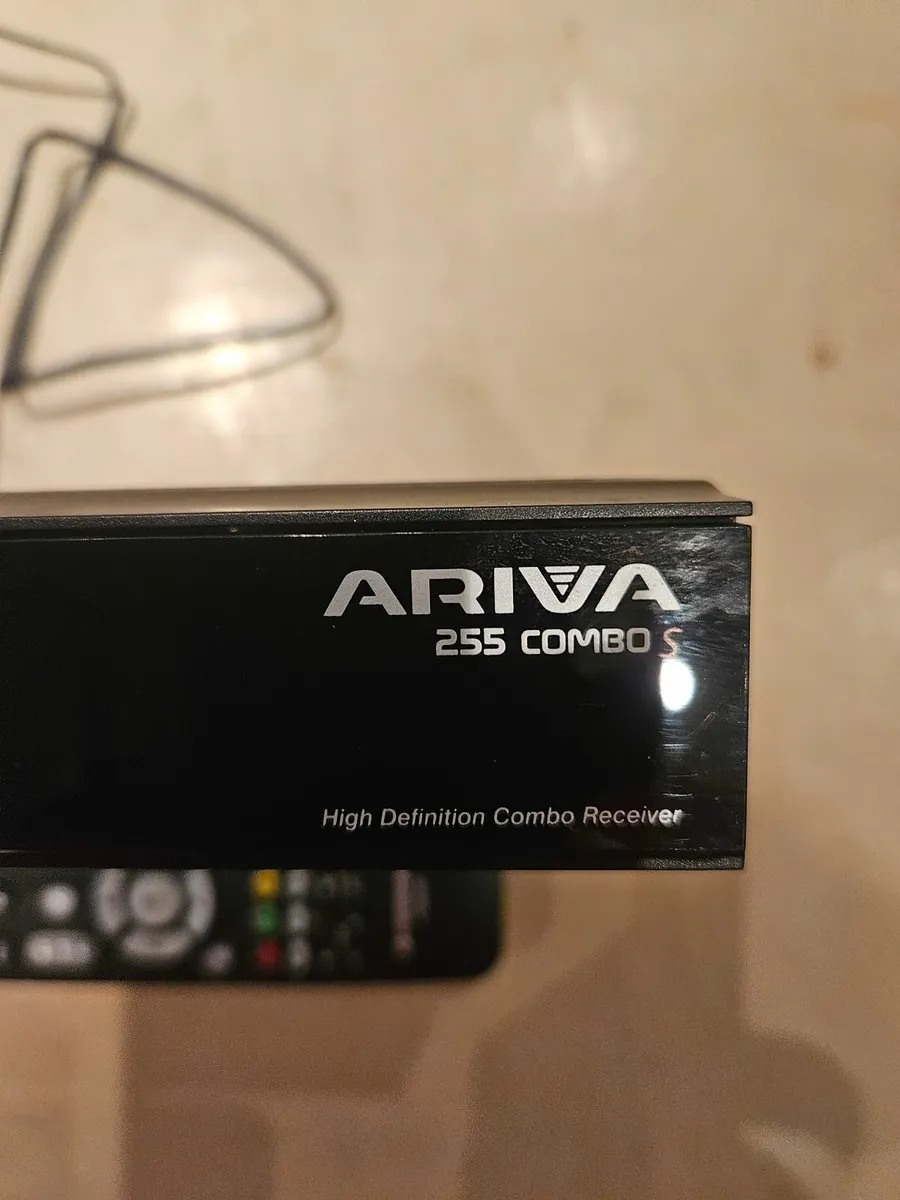 ARIVA
255 COMBO S
High Definition Combo Receiver